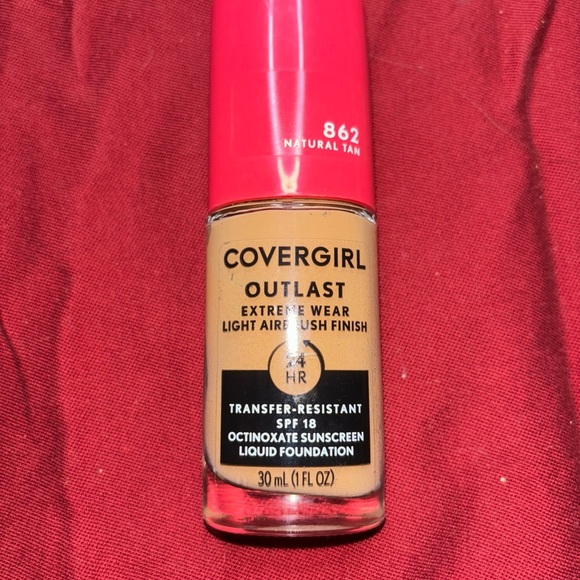 862
NATURAL TAN
COVERGIRL
OUTLAST
EXTREME WEAR
LIGHT AIRBRUSH FINISH
24
HR
TRANSFER-RESISTANT
SPF 18
OCTINOXATE SUNSCREEN
LIQUID FOUNDATION
30 mL (1 FL OZ)